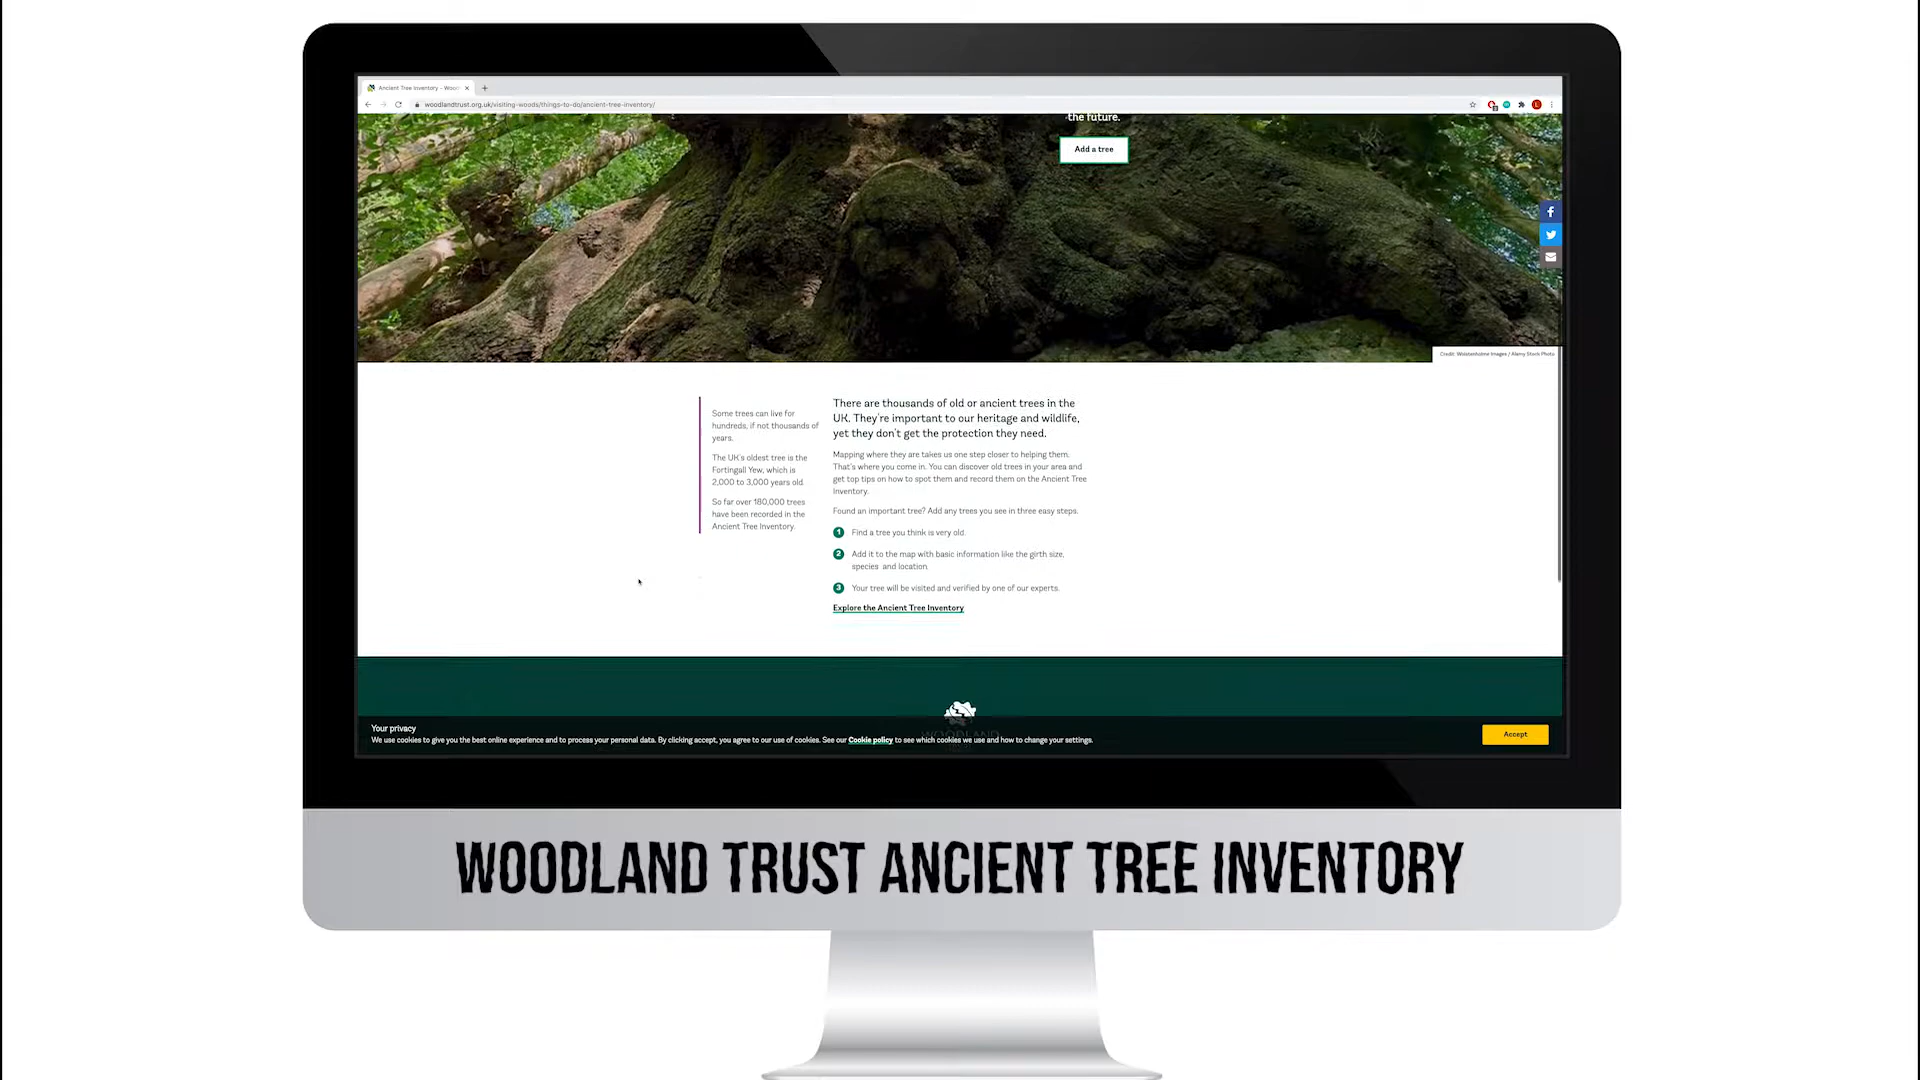 Ancient Tree Inventory - Wood
woodlandtrust.org.uk/visiting-woods/things-to-do/ancient-tree-inventory/
the future.
Add a tree
Credit: Wolstenholme Images / Alamy Stock Photo
Some trees can live for
hundreds, if not thousands of
years.
The UK's oldest tree is the
Fortingall Yew, which is
2,000 to 3,000 years old.
So far over 180,000 trees
have been recorded in the
Ancient Tree Inventory.
There are thousands of old or ancient trees in the
UK. They're important to our heritage and wildlife,
yet they don't get the protection they need.
Mapping where they are takes us one step closer to helping them.
That's where you come in. You can discover old trees in your area and
get top tips on how to spot them and record them on the Ancient Tree
Inventory.
Found an important tree? Add any trees you see in three easy steps.
1 Find a tree you think is very old.
2 Add it to the map with basic information like the girth size,
species and location.
3 Your tree will be visited and verified by one of our experts.
Explore the Ancient Tree Inventory
WOODLAND
Your privacy
We use cookies to give you the best online experience and to process your personal data. By clicking accept, you agree to our use of cookies. See our Cookie policy to see which cookies we use and how to change your settings.
Accept
WOODLAND TRUST ANCIENT TREE INVENTORY